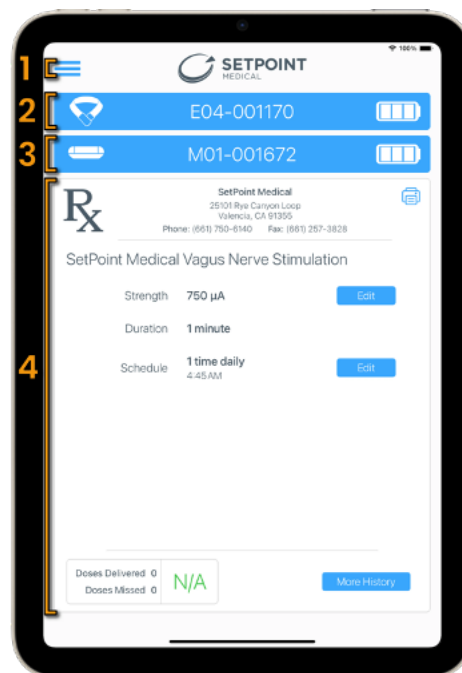 100%
1
SETPOINT
MEDICAL
2
E04-001170
3
M01-001672
Rx
SetPoint Medical
25101 Rye Canyon Loop
Valencia, CA 91355
Phone: (661) 750-6140 Fax: (681) 257-3828
SetPoint Medical Vagus Nerve Stimulation
Strength 750 µA Edit
Duration 1 minute
4
Schedule 1 time daily Edit
4:45 AM
Doses Delivered 0
Doses Missed 0
N/A
More History